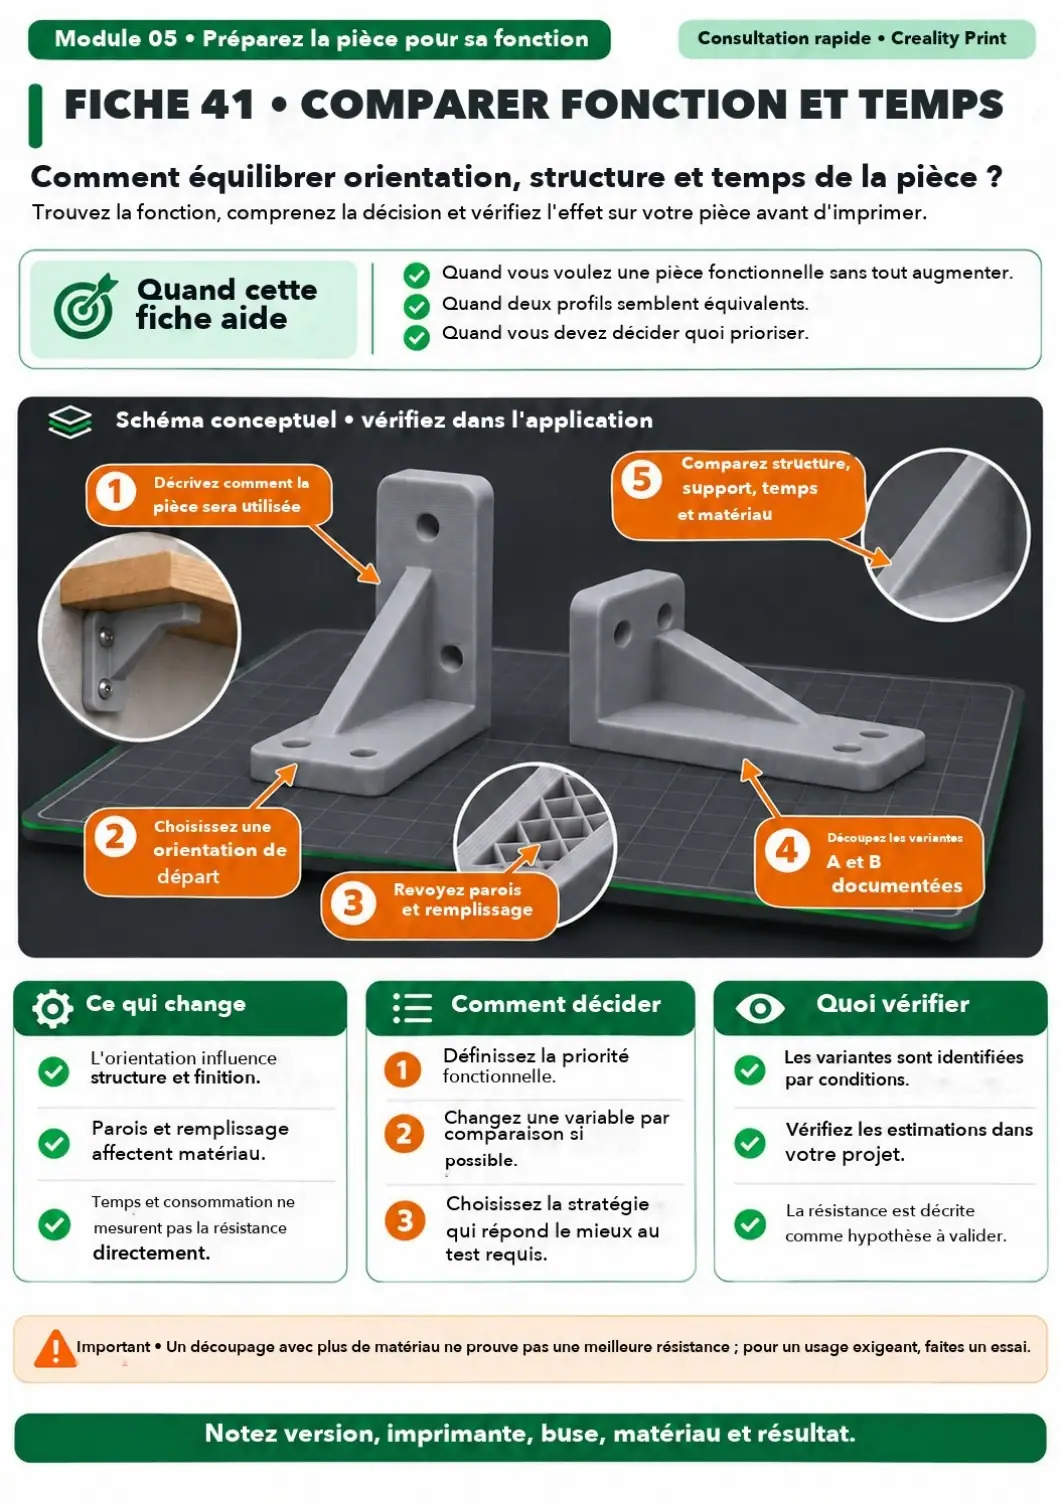 Module 05 • Préparez la pièce pour sa fonction
Consultation rapide • Creality Print
FICHE 41 • COMPARER FONCTION ET TEMPS
Comment équilibrer orientation, structure et temps de la pièce ?
Trouvez la fonction, comprenez la décision et vérifiez l'effet sur votre pièce avant d'imprimer.
Quand cette
fiche aide
Quand vous voulez une pièce fonctionnelle sans tout augmenter.
Quand deux profils semblent équivalents.
Quand vous devez décider quoi prioriser.
Schéma conceptuel • vérifiez dans l'application
1
Décrivez comment la
pièce sera utilisée
5
Comparez structure,
support, temps
et matériau
2
Choisissez une
orientation de
départ
3
Revoyez parois
et remplissage
4
Découpez les variantes
A et B
documentées
Ce qui change
L'orientation influence
structure et finition.
Parois et remplissage
affectent matériau.
Temps et consommation ne
mesurent pas la résistance
directement.
Comment décider
1
Définissez la priorité
fonctionnelle.
2
Changez une variable par
comparaison si
possible.
3
Choisissez la stratégie
qui répond le mieux au
test requis.
Quoi vérifier
Les variantes sont identifiées
par conditions.
Vérifiez les estimations dans
votre projet.
La résistance est décrite
comme hypothèse à valider.
Important • Un découpage avec plus de matériau ne prouve pas une meilleure résistance ; pour un usage exigeant, faites un essai.
Notez version, imprimante, buse, matériau et résultat.